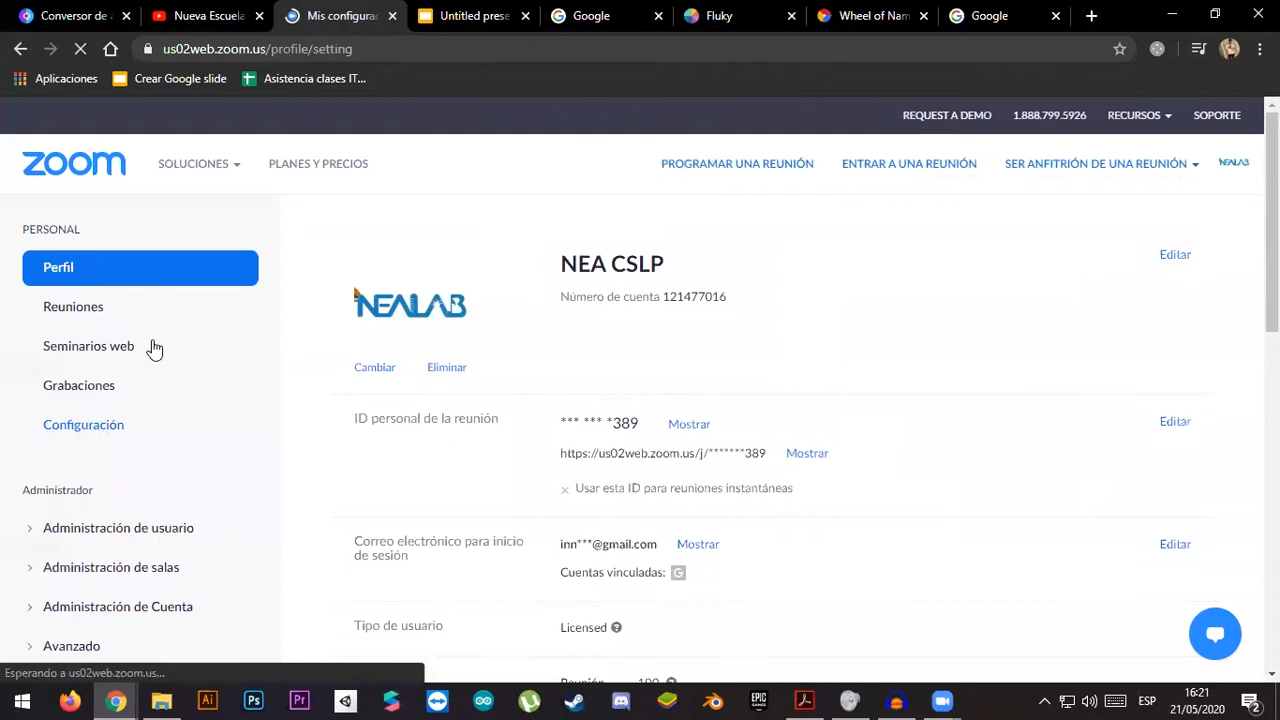 Conversor de a
Nueva Escuela
Mis configura
Untitled prese
Google
Fluky
Wheel of Nam
Google
us02web.zoom.us/profile/setting
Aplicaciones
Crear Google slide
Asistencia clases IT...
REQUEST A DEMO
1.888.799.5926
RECURSOS
SOPORTE
zoom
SOLUCIONES
PLANES Y PRECIOS
PROGRAMAR UNA REUNIÓN
ENTRAR A UNA REUNIÓN
SER ANFITRIÓN DE UNA REUNIÓN
NEALAB
PERSONAL
Perfil
Reuniones
Seminarios web
Grabaciones
Configuración
Administrador
Administración de usuario
Administración de salas
Administración de Cuenta
Avanzado
NEALAB
Cambiar
Eliminar
NEA CSLP
Número de cuenta 121477016
Editar
ID personal de la reunión
*** *** *389
Mostrar
https://us02web.zoom.us/j/*******389
Mostrar
Usar esta ID para reuniones instantáneas
Editar
Correo electrónico para inicio
de sesión
inn***@gmail.com
Mostrar
Cuentas vinculadas:
Editar
Tipo de usuario
Licensed
Reunión 100
Esperando a us02web.zoom.us...
ESP
16:21
21/05/2020
2